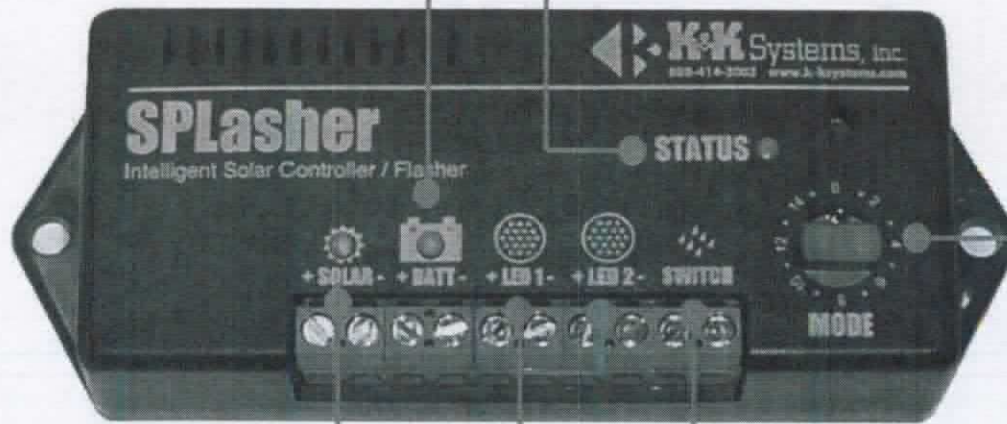 K&K Systems, inc.
www.k-ksystems.com
SPLasher
Intelligent Solar Controller / Flasher
STATUS
+ SOLAR - + BATT - + LED 1 - + LED 2 - SWITCH
MODE